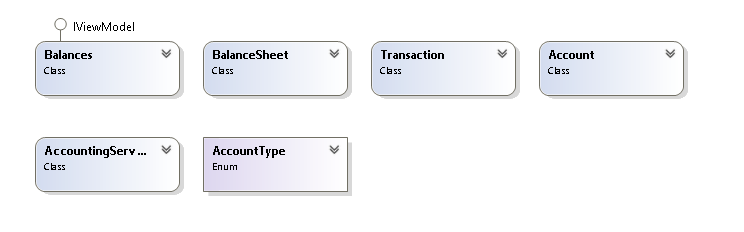 IViewModel
Balances
Class
BalanceSheet
Class
Transaction
Class
Account
Class
AccountingServ ...
Class
AccountType
Enum